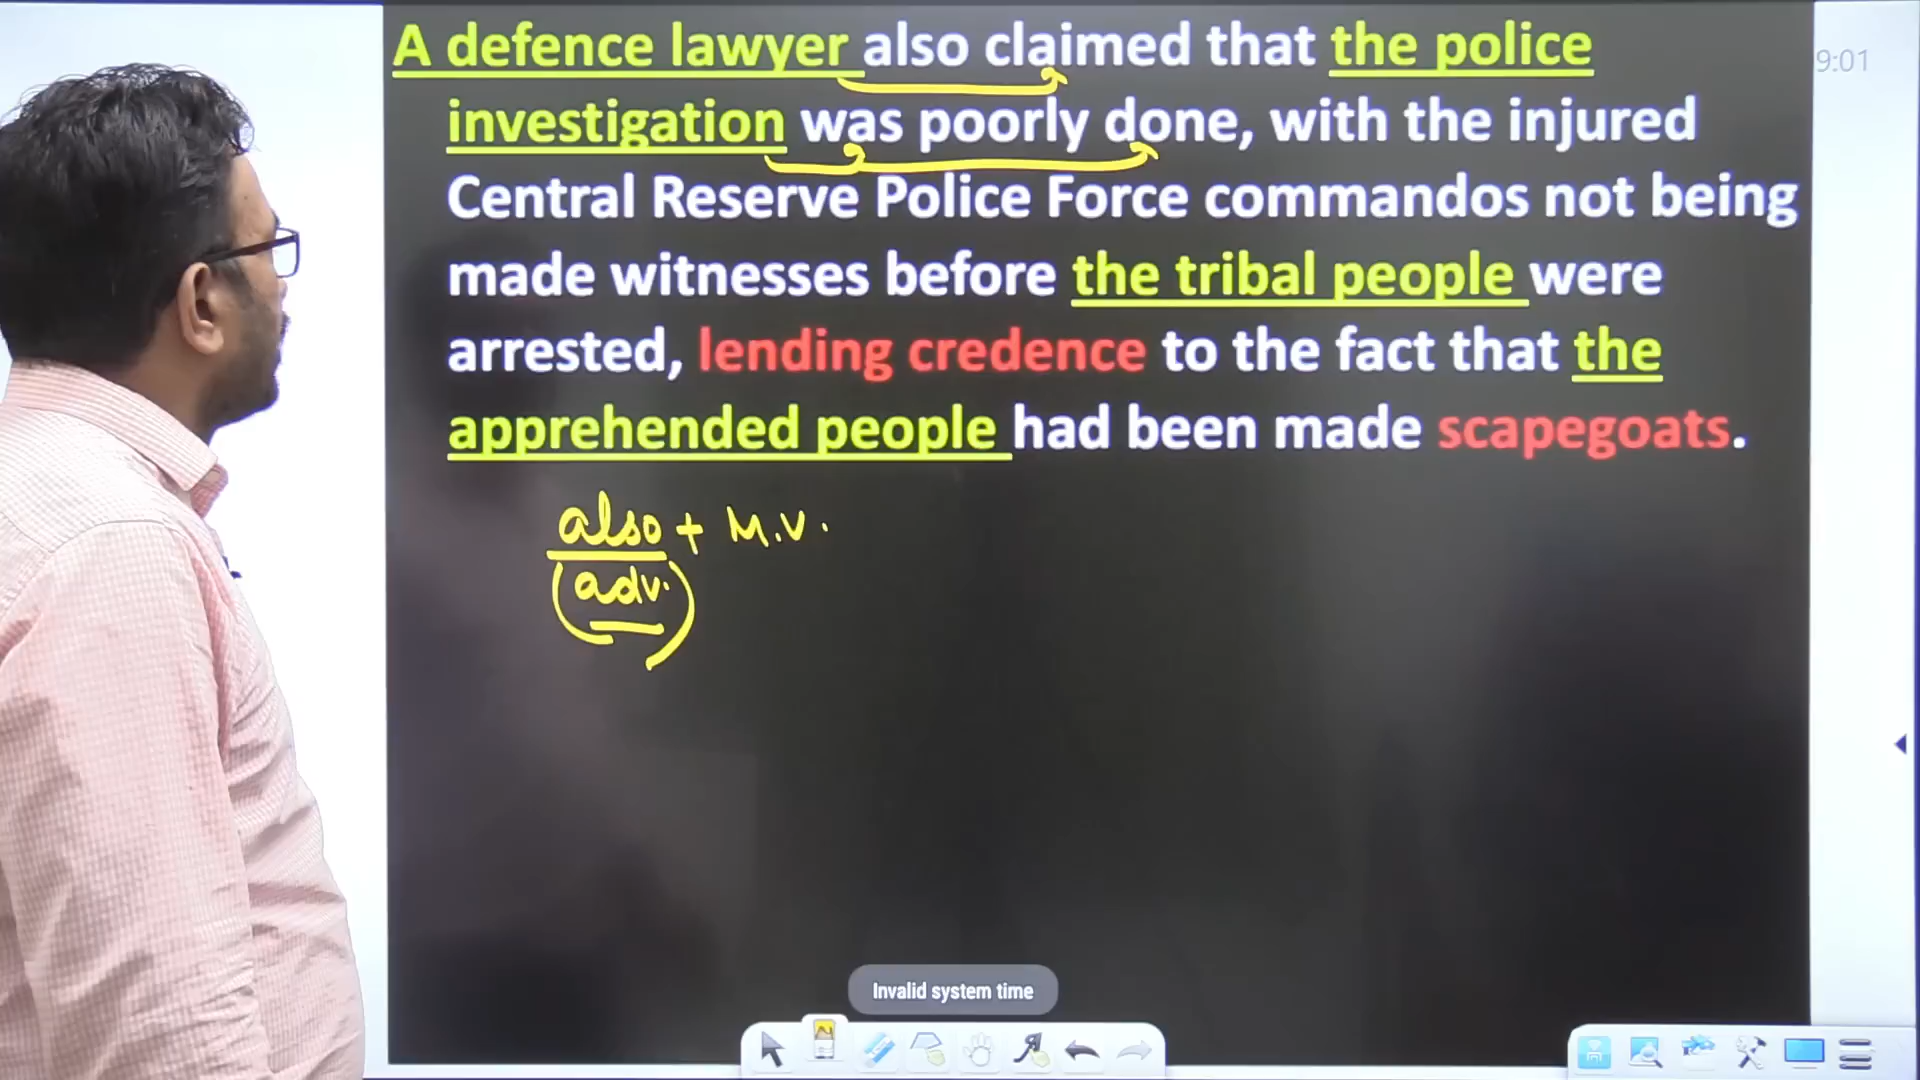 A defence lawyer also claimed that the police
9:01
investigation was poorly done, with the injured
Central Reserve Police Force commandos not being
made witnesses before the tribal people were
arrested, lending credence to the fact that the
apprehended people had been made scapegoats.
also + M.V.
(adv.)
Invalid system time